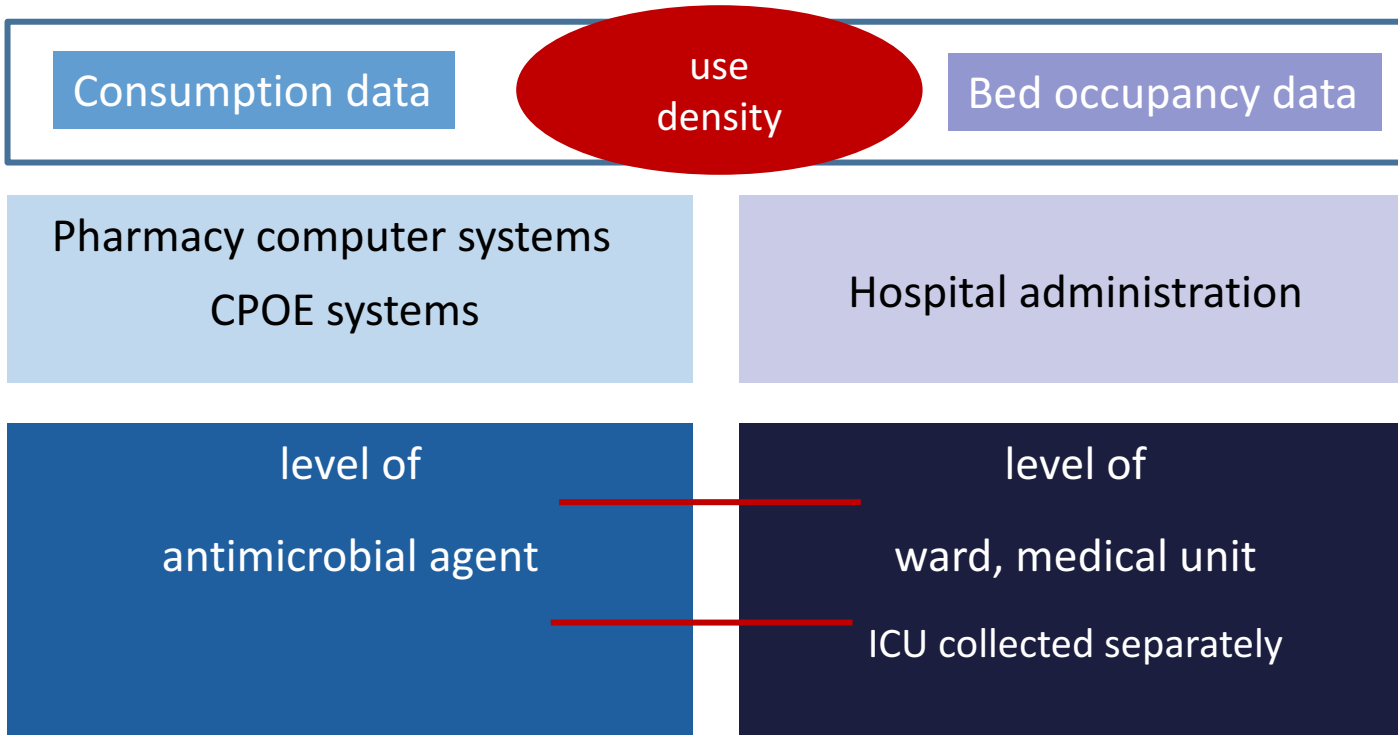 Consumption data
use
density
Bed occupancy data
Pharmacy computer systems
CPOE systems
Hospital administration
level of
antimicrobial agent
level of
ward, medical unit
ICU collected separately